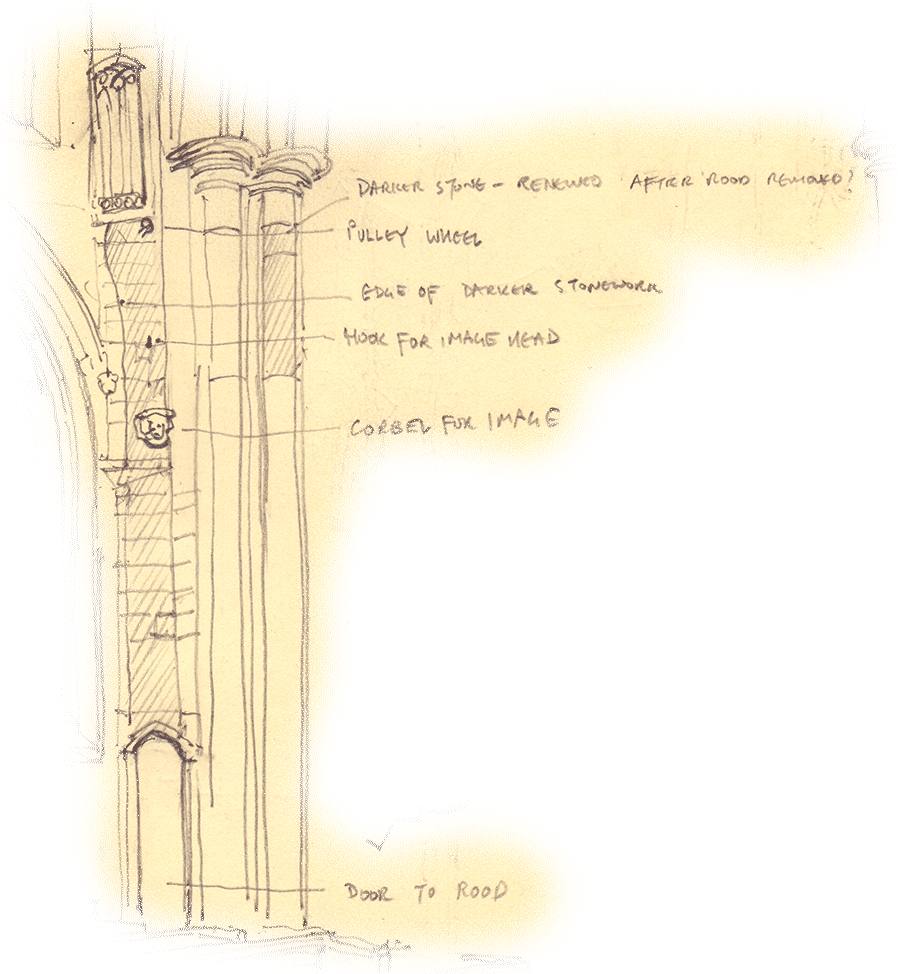 DARKER STONE - RENEWED AFTER ROOD REMOVED?
PULLEY WHEEL
EDGE OF DARKER STONEWORK
HOOK FOR IMAGE HEAD
CORBEL FOR IMAGE
DOOR TO ROOD